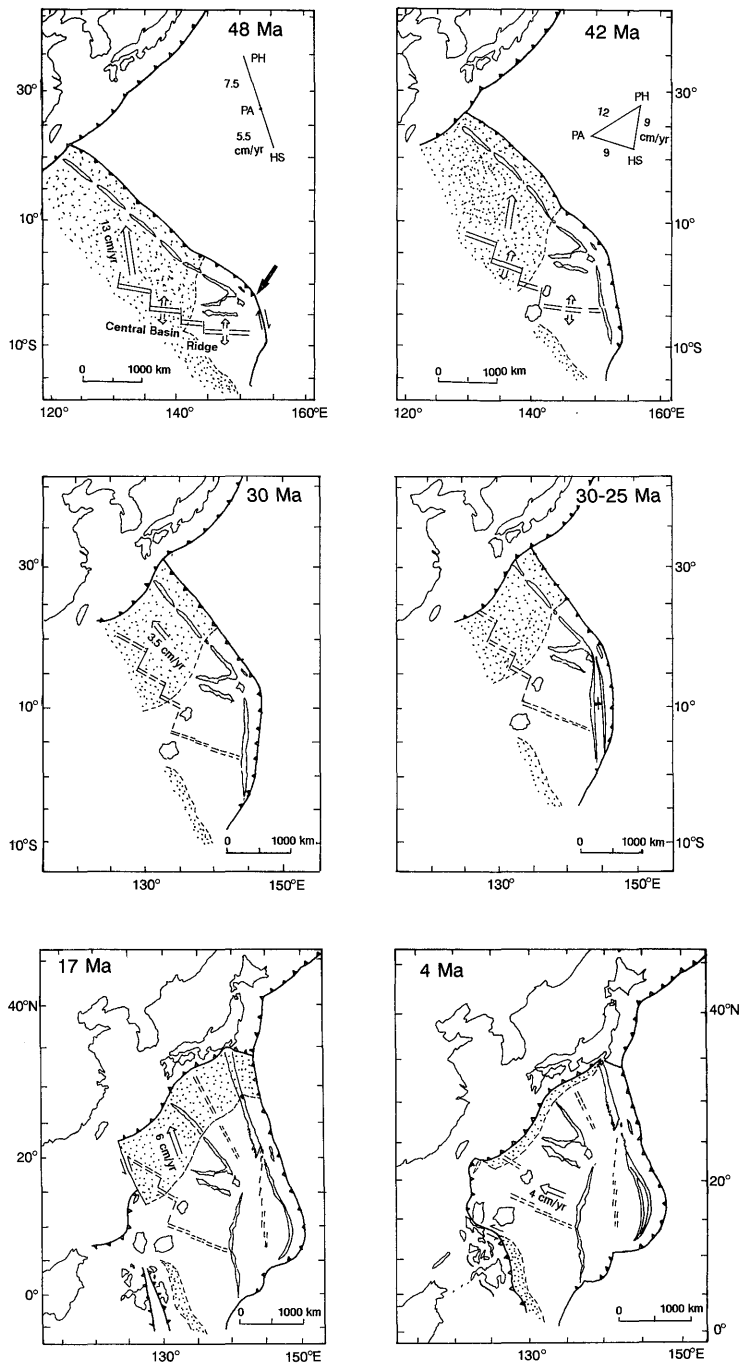 48 Ma
PH
7.5
PA
5.5
cm/yr
HS
30°
10°
10°S
13 cm/yr
Central Basin
Ridge
0 1000 km
120° 140° 160°E
42 Ma
PH
12
9
PA
cm/yr
9
HS
30°
10°
10°S
0 1000 km
120° 140° 160°E
30 Ma
30°
10°
10°S
3.5 cm/yr
0 1000 km
130° 150°E
30-25 Ma
30°
10°
10°S
0 1000 km
130° 150°E
17 Ma
40°N
20°
0°
6 cm/yr
0 1000 km
130° 150°E
4 Ma
40°N
20°
0°
4 cm/yr
0 1000 km
130° 150°E